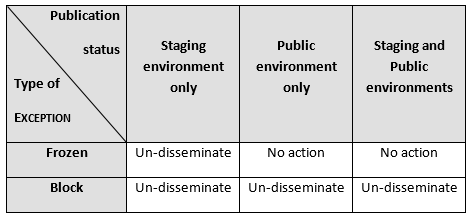 Publication
status
Type of
EXCEPTION
Staging
environment
only
Public
environment
only
Staging and
Public
environments
Frozen
Un-disseminate
No action
No action
Block
Un-disseminate
Un-disseminate
Un-disseminate